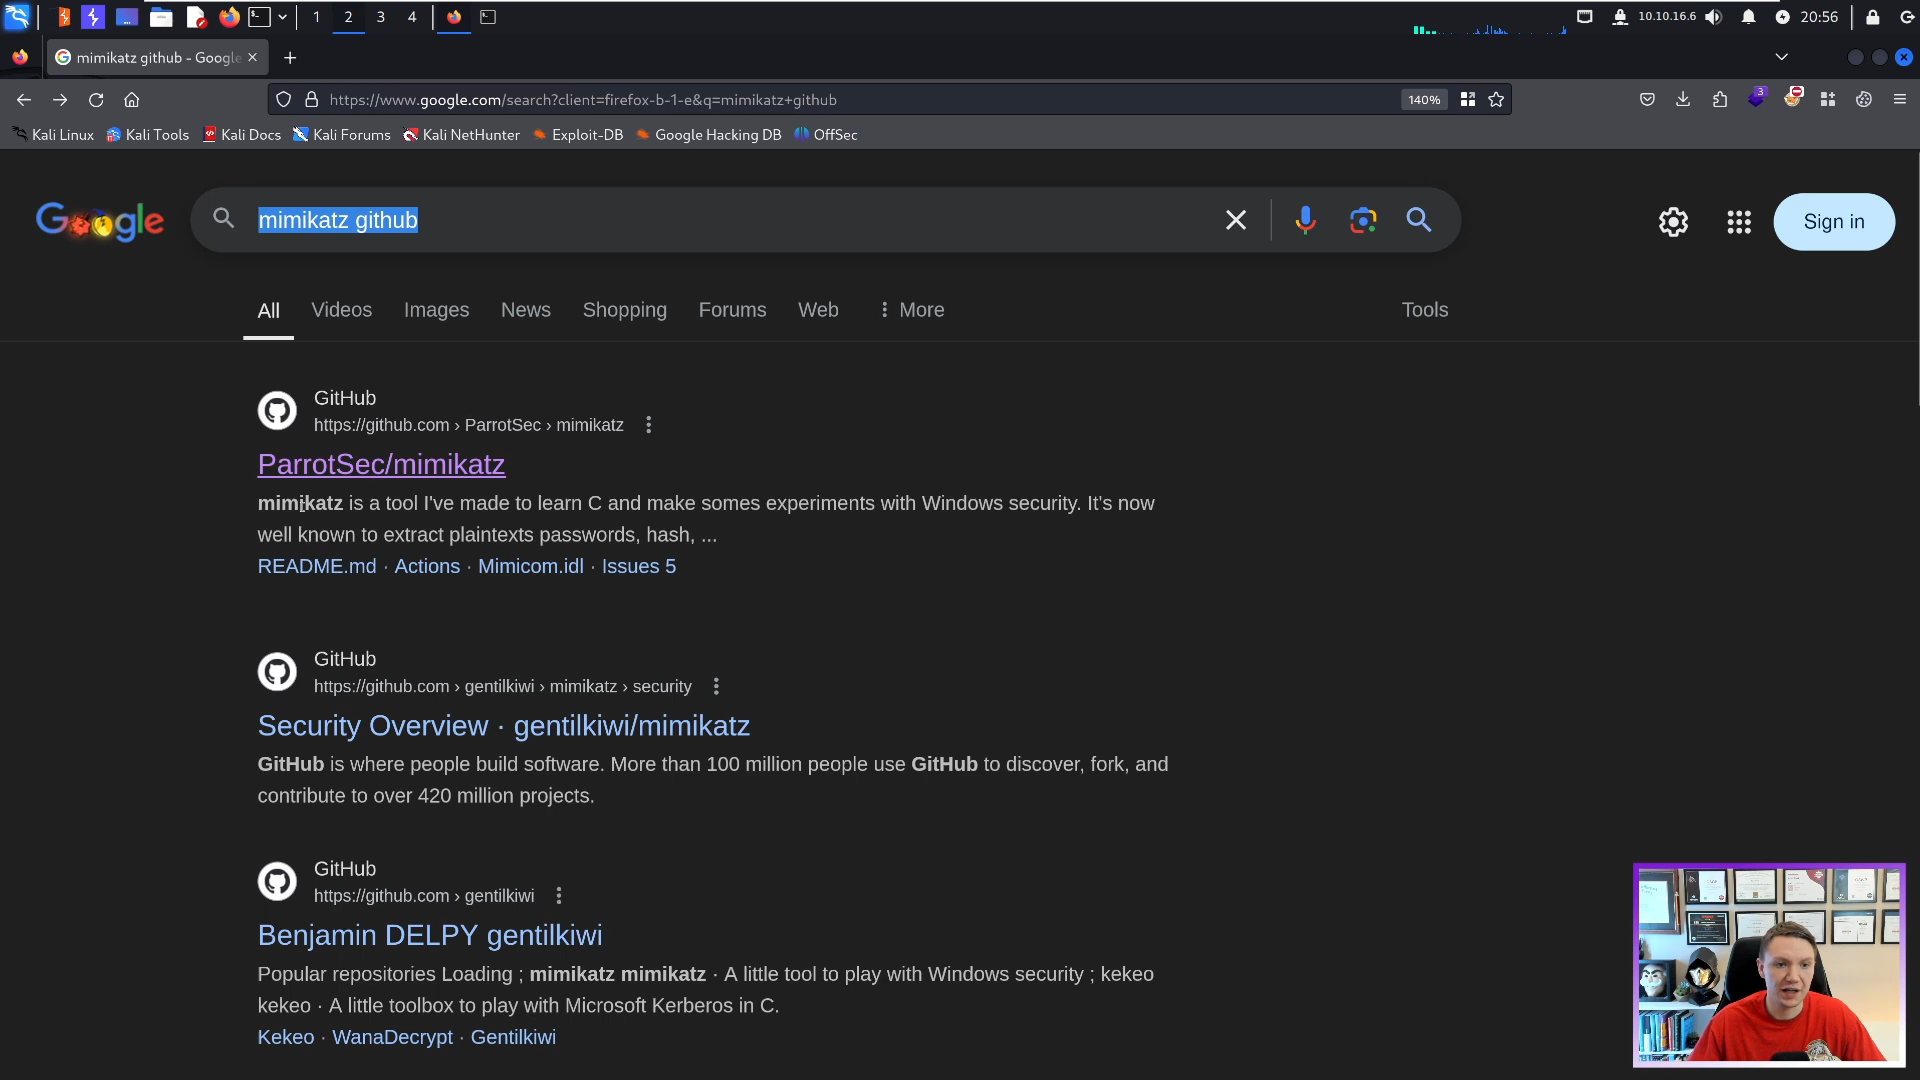 1 2 3 4
10.10.16.6 20:56
mimikatz github - Google
https://www.google.com/search?client=firefox-b-1-e&q=mimikatz+github
140%
3
Kali Linux Kali Tools Kali Docs Kali Forums Kali NetHunter Exploit-DB Google Hacking DB OffSec
Google
mimikatz github
Sign in
All Videos Images News Shopping Forums Web More Tools
GitHub
https://github.com › ParrotSec › mimikatz
ParrotSec/mimikatz
mimikatz is a tool I've made to learn C and make somes experiments with Windows security. It's now
well known to extract plaintexts passwords, hash, ...
README.md · Actions · Mimicom.idl · Issues 5
GitHub
https://github.com › gentilkiwi › mimikatz › security
Security Overview · gentilkiwi/mimikatz
GitHub is where people build software. More than 100 million people use GitHub to discover, fork, and
contribute to over 420 million projects.
GitHub
https://github.com › gentilkiwi
Benjamin DELPY gentilkiwi
Popular repositories Loading ; mimikatz mimikatz · A little tool to play with Windows security ; kekeo
kekeo · A little toolbox to play with Microsoft Kerberos in C.
Kekeo · WanaDecrypt · Gentilkiwi